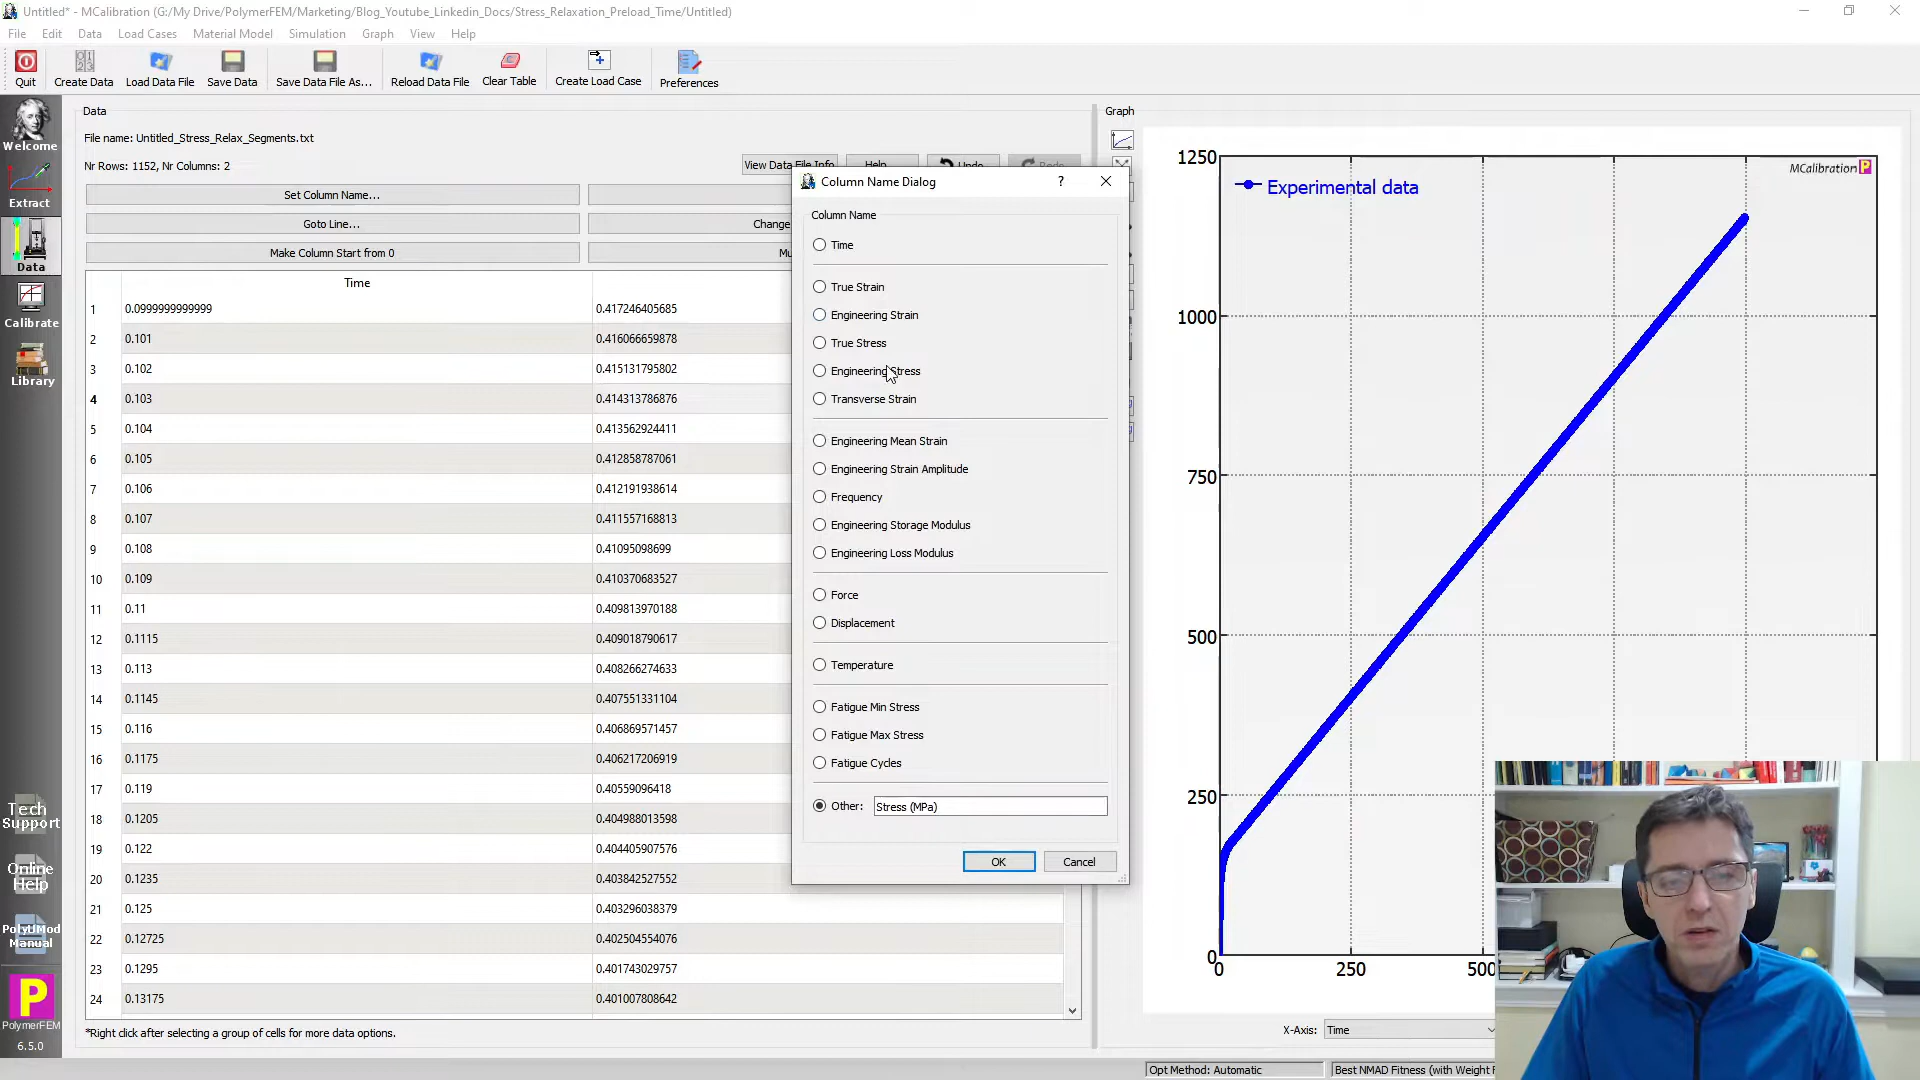 Untitled* - MCalibration (G:/My Drive/PolymerFEM/Marketing/Blog_Youtube_Linkedin_Docs/Stress_Relaxation_Preload_Time/Untitled)
File Edit Data Load Cases Material Model Simulation Graph View Help
Quit Create Data Load Data File Save Data Save Data File As... Reload Data File Clear Table Create Load Case Preferences
Welcome
Extract
Data
Calibrate
Library
Tech Support
Online Help
PolyUMod Manual
P
PolymerFEM
6.5.0
Data
File name: Untitled_Stress_Relax_Segments.txt
Nr Rows: 1152, Nr Columns: 2
View Data File Info Help Undo Redo
Set Column Name...
Goto Line... Change
Make Column Start from 0
Time
1 0.0999999999999 0.417246405685
2 0.101 0.416066659878
3 0.102 0.415131795802
4 0.103 0.414313786876
5 0.104 0.413562924411
6 0.105 0.412858787061
7 0.106 0.412191938614
8 0.107 0.411557168813
9 0.108 0.41095098699
10 0.109 0.410370683527
11 0.11 0.409813970188
12 0.1115 0.409018790617
13 0.113 0.408266274633
14 0.1145 0.407551331104
15 0.116 0.406869571457
16 0.1175 0.406217206919
17 0.119 0.40559096418
18 0.1205 0.404988013598
19 0.122 0.404405907576
20 0.1235 0.403842527552
21 0.125 0.403296038379
22 0.12725 0.402504554076
23 0.1295 0.401743029757
24 0.13175 0.401007808642
*Right click after selecting a group of cells for more data options.
Column Name Dialog ?
Column Name
Time
True Strain
Engineering Strain
True Stress
Engineering Stress
Transverse Strain
Engineering Mean Strain
Engineering Strain Amplitude
Frequency
Engineering Storage Modulus
Engineering Loss Modulus
Force
Displacement
Temperature
Fatigue Min Stress
Fatigue Max Stress
Fatigue Cycles
Other: Stress (MPa)
OK Cancel
Graph
MCalibration P
Experimental data
1250
1000
750
500
250
0
0 250 500
X-Axis: Time
Opt Method: Automatic Best NMAD Fitness (with Weight